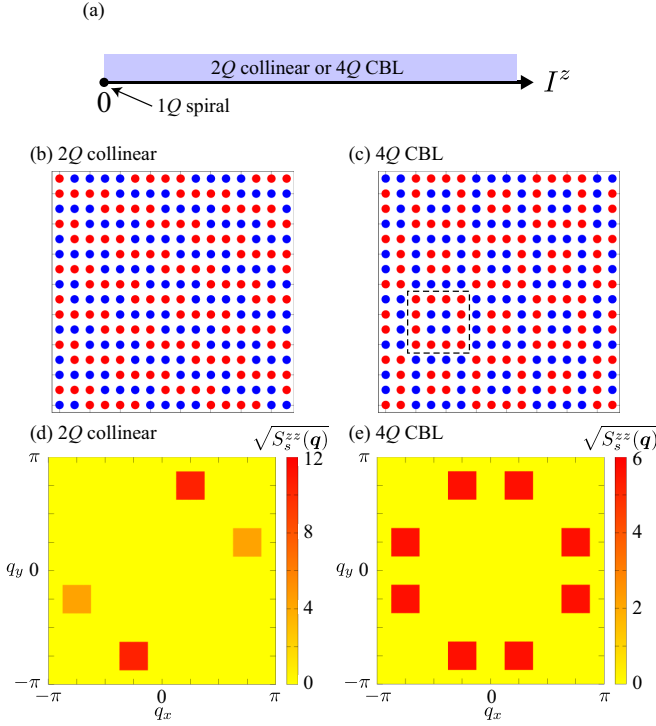 (a)
2Q collinear or 4Q CBL
I^z
0
1Q spiral
(b) 2Q collinear
(c) 4Q CBL
(d) 2Q collinear
√S_s^{zz}(q)
(e) 4Q CBL
√S_s^{zz}(q)
π
12
π
6
8
4
q_y 0
4
q_y 0
2
−π
0
−π
0
−π
0
π
−π
0
π
q_x
q_x